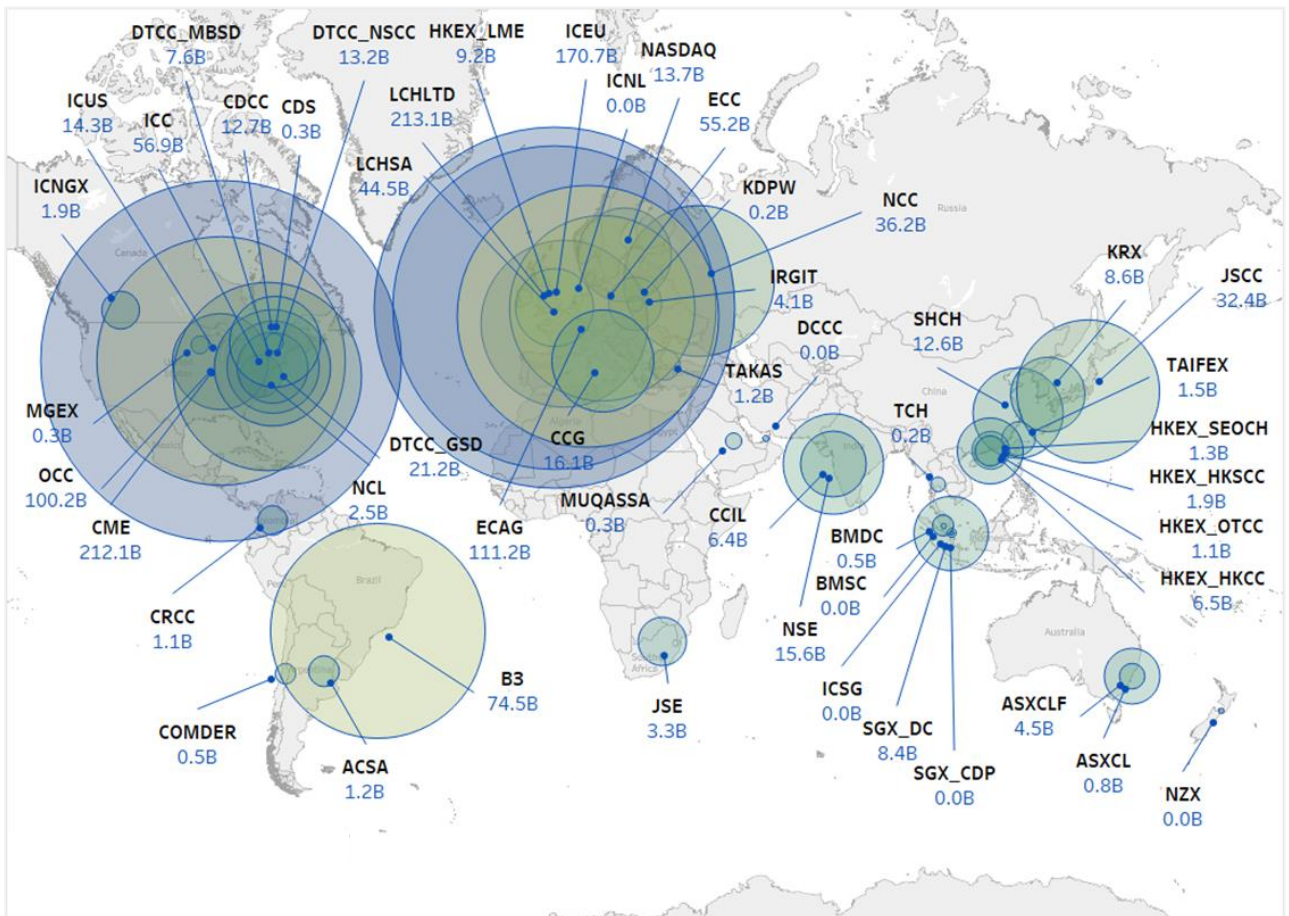 DTCC_MBSD
7.6B
DTCC_NSCC
13.2B
HKEX_LME
9.2B
ICEU
170.7B
NASDAQ
13.7B
ICNL
0.0B
ECC
55.2B
ICUS
14.3B
ICC
56.9B
CDCC
12.7B
CDS
0.3B
LCHLTD
213.1B
LCHSA
44.5B
ICNGX
1.9B
KDPW
0.2B
NCC
36.2B
Russia
Canada
IRGIT
4.1B
KRX
8.6B
JSCC
32.4B
DCCC
0.0B
SHCH
12.6B
TAIFEX
1.5B
TAKAS
1.2B
China
TCH
0.2B
MGEX
0.3B
OCC
100.2B
CME
212.1B
DTCC_GSD
21.2B
NCL
2.5B
CCG
16.1B
Algeria
ECAG
111.2B
MUQASSA
0.3B
India
CCIL
6.4B
HKEX_SEOCH
1.3B
HKEX_HKSCC
1.9B
HKEX_OTCC
1.1B
HKEX_HKCC
6.5B
BMDC
0.5B
BMSC
0.0B
NSE
15.6B
CRCC
1.1B
Brazil
B3
74.5B
COMDER
0.5B
ACSA
1.2B
South
Africa
JSE
3.3B
ICSG
0.0B
SGX_DC
8.4B
SGX_CDP
0.0B
Australia
ASXCLF
4.5B
ASXCL
0.8B
NZX
0.0B